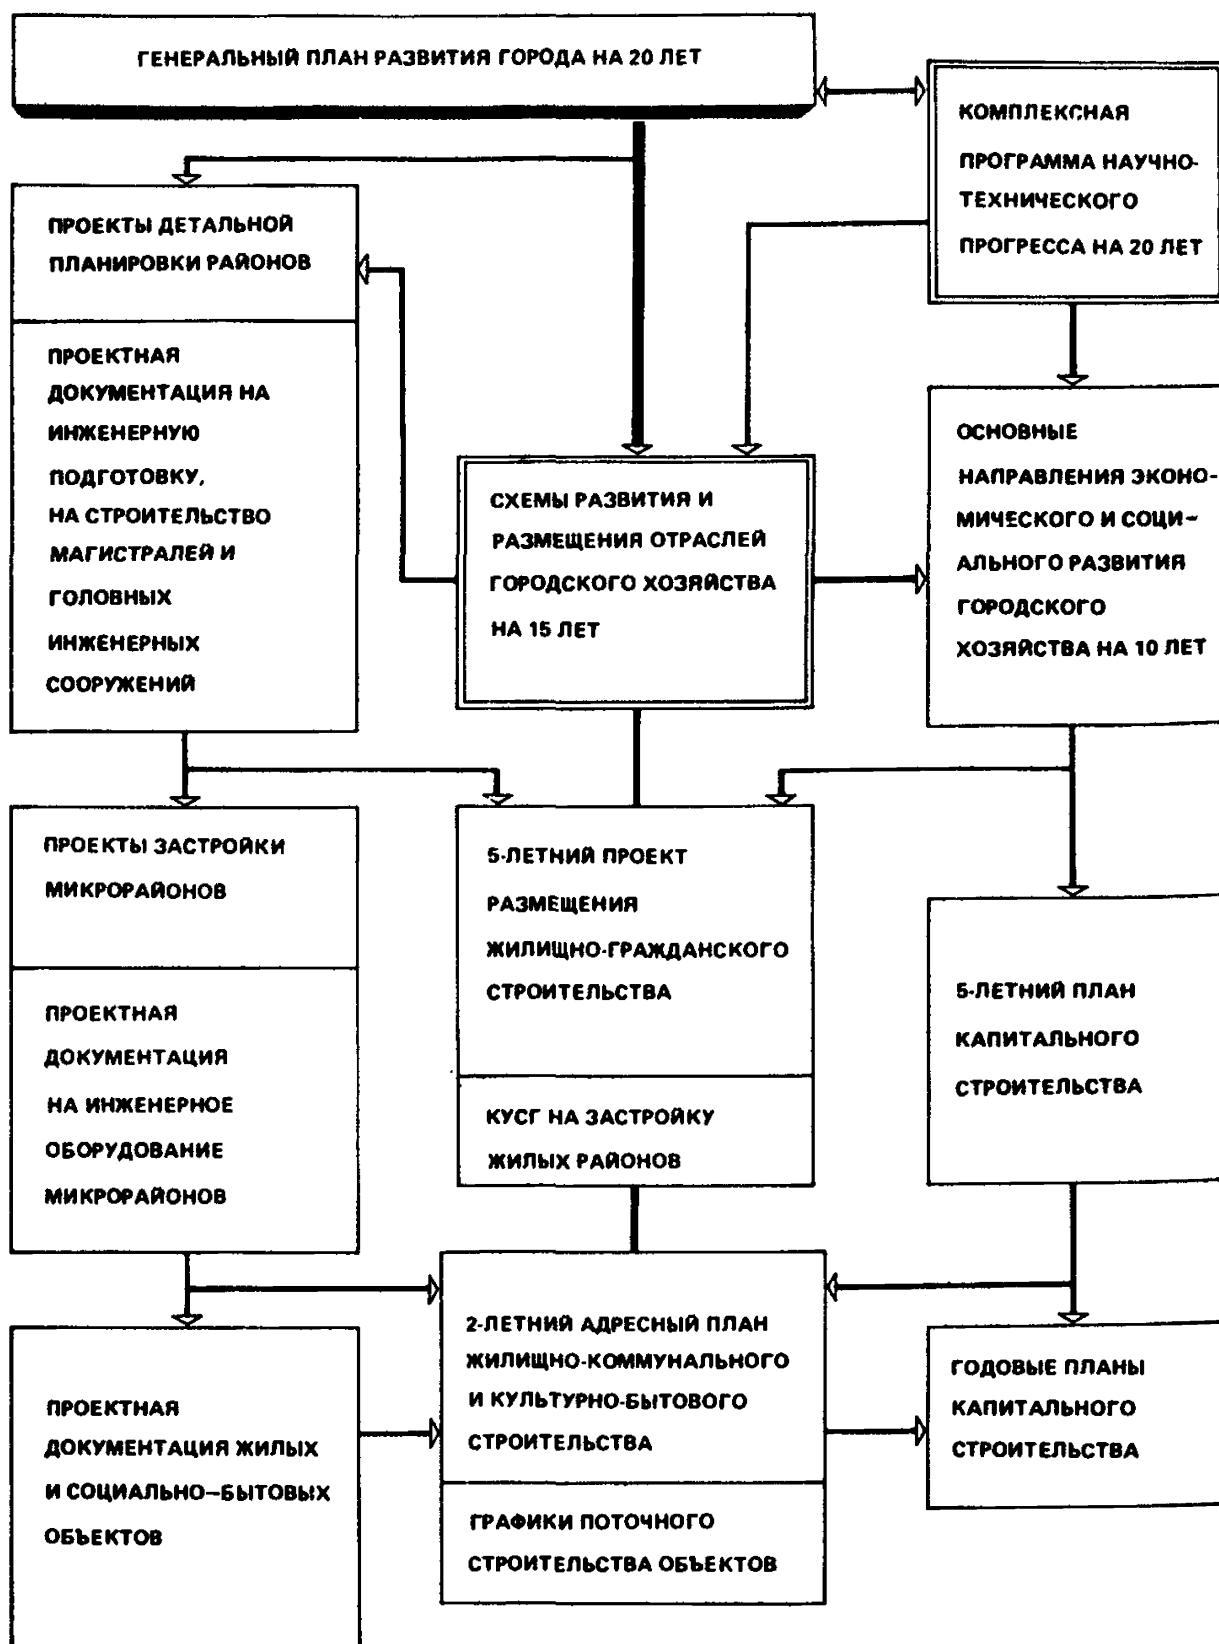 ГЕНЕРАЛЬНЫЙ ПЛАН РАЗВИТИЯ ГОРОДА НА 20 ЛЕТ
КОМПЛЕКСНАЯ
ПРОГРАММА НАУЧНО-
ТЕХНИЧЕСКОГО
ПРОГРЕССА НА 20 ЛЕТ
ПРОЕКТЫ ДЕТАЛЬНОЙ
ПЛАНИРОВКИ РАЙОНОВ
ПРОЕКТНАЯ
ДОКУМЕНТАЦИЯ НА
ИНЖЕНЕРНУЮ
ПОДГОТОВКУ,
НА СТРОИТЕЛЬСТВО
МАГИСТРАЛЕЙ И
ГОЛОВНЫХ
ИНЖЕНЕРНЫХ
СООРУЖЕНИЙ
СХЕМЫ РАЗВИТИЯ И
РАЗМЕЩЕНИЯ ОТРАСЛЕЙ
ГОРОДСКОГО ХОЗЯЙСТВА
НА 15 ЛЕТ
ОСНОВНЫЕ
НАПРАВЛЕНИЯ ЭКОНО-
МИЧЕСКОГО И СОЦИ-
АЛЬНОГО РАЗВИТИЯ
ГОРОДСКОГО
ХОЗЯЙСТВА НА 10 ЛЕТ
ПРОЕКТЫ ЗАСТРОЙКИ
МИКРОРАЙОНОВ
ПРОЕКТНАЯ
ДОКУМЕНТАЦИЯ
НА ИНЖЕНЕРНОЕ
ОБОРУДОВАНИЕ
МИКРОРАЙОНОВ
5-ЛЕТНИЙ ПРОЕКТ
РАЗМЕЩЕНИЯ
ЖИЛИЩНО-ГРАЖДАНСКОГО
СТРОИТЕЛЬСТВА
КУСГ НА ЗАСТРОЙКУ
ЖИЛЫХ РАЙОНОВ
5-ЛЕТНИЙ ПЛАН
КАПИТАЛЬНОГО
СТРОИТЕЛЬСТВА
ПРОЕКТНАЯ
ДОКУМЕНТАЦИЯ ЖИЛЫХ
И СОЦИАЛЬНО-БЫТОВЫХ
ОБЪЕКТОВ
2-ЛЕТНИЙ АДРЕСНЫЙ ПЛАН
ЖИЛИЩНО-КОММУНАЛЬНОГО
И КУЛЬТУРНО-БЫТОВОГО
СТРОИТЕЛЬСТВА
ГРАФИКИ ПОТОЧНОГО
СТРОИТЕЛЬСТВА ОБЪЕКТОВ
ГОДОВЫЕ ПЛАНЫ
КАПИТАЛЬНОГО
СТРОИТЕЛЬСТВА